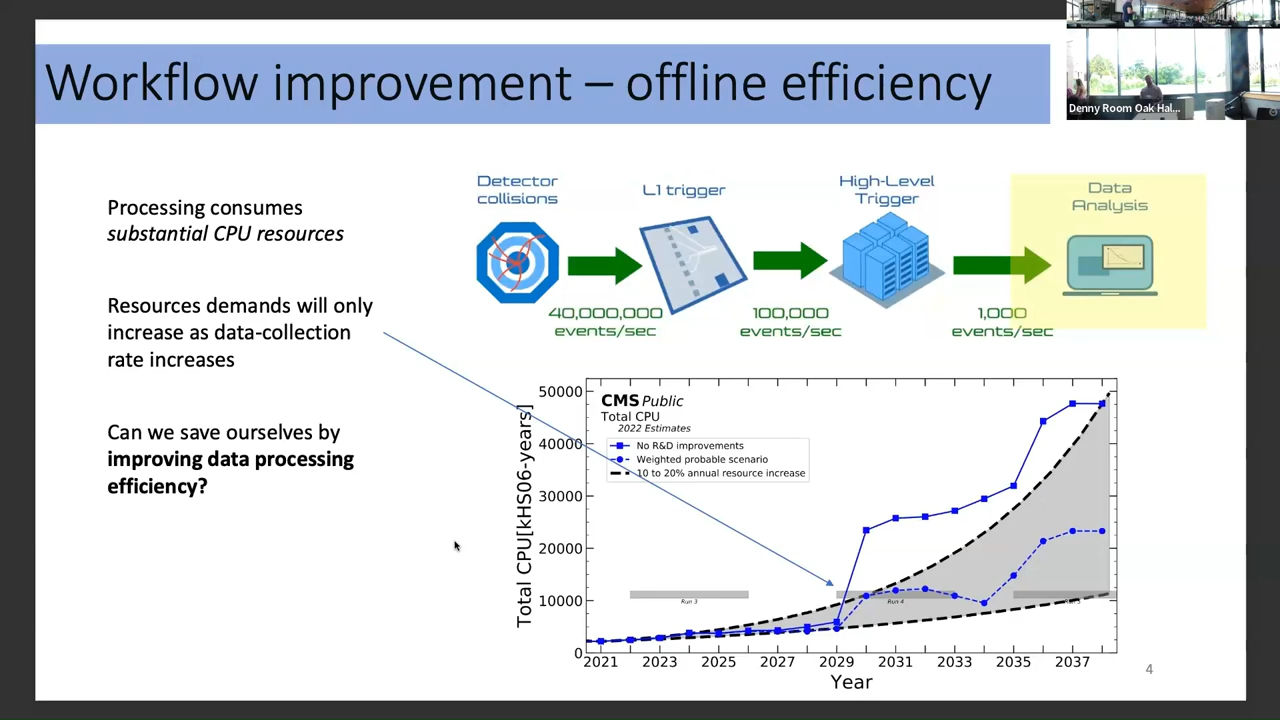 Workflow improvement – offline efficiency
Denny Room Oak Hal...
Processing consumes
substantial CPU resources
Resources demands will only
increase as data-collection
rate increases
Can we save ourselves by
improving data processing
efficiency?
Detector
collisions
L1 trigger
High-Level
Trigger
Data
Analysis
40,000,000
events/sec
100,000
events/sec
1,000
events/sec
CMS Public
Total CPU
2022 Estimates
No R&D improvements
Weighted probable scenario
10 to 20% annual resource increase
Total CPU[kHS06-years]
50000
40000
30000
20000
10000
0
Run 3
Run 4
Run 5
2021
2023
2025
2027
2029
2031
2033
2035
2037
Year
4